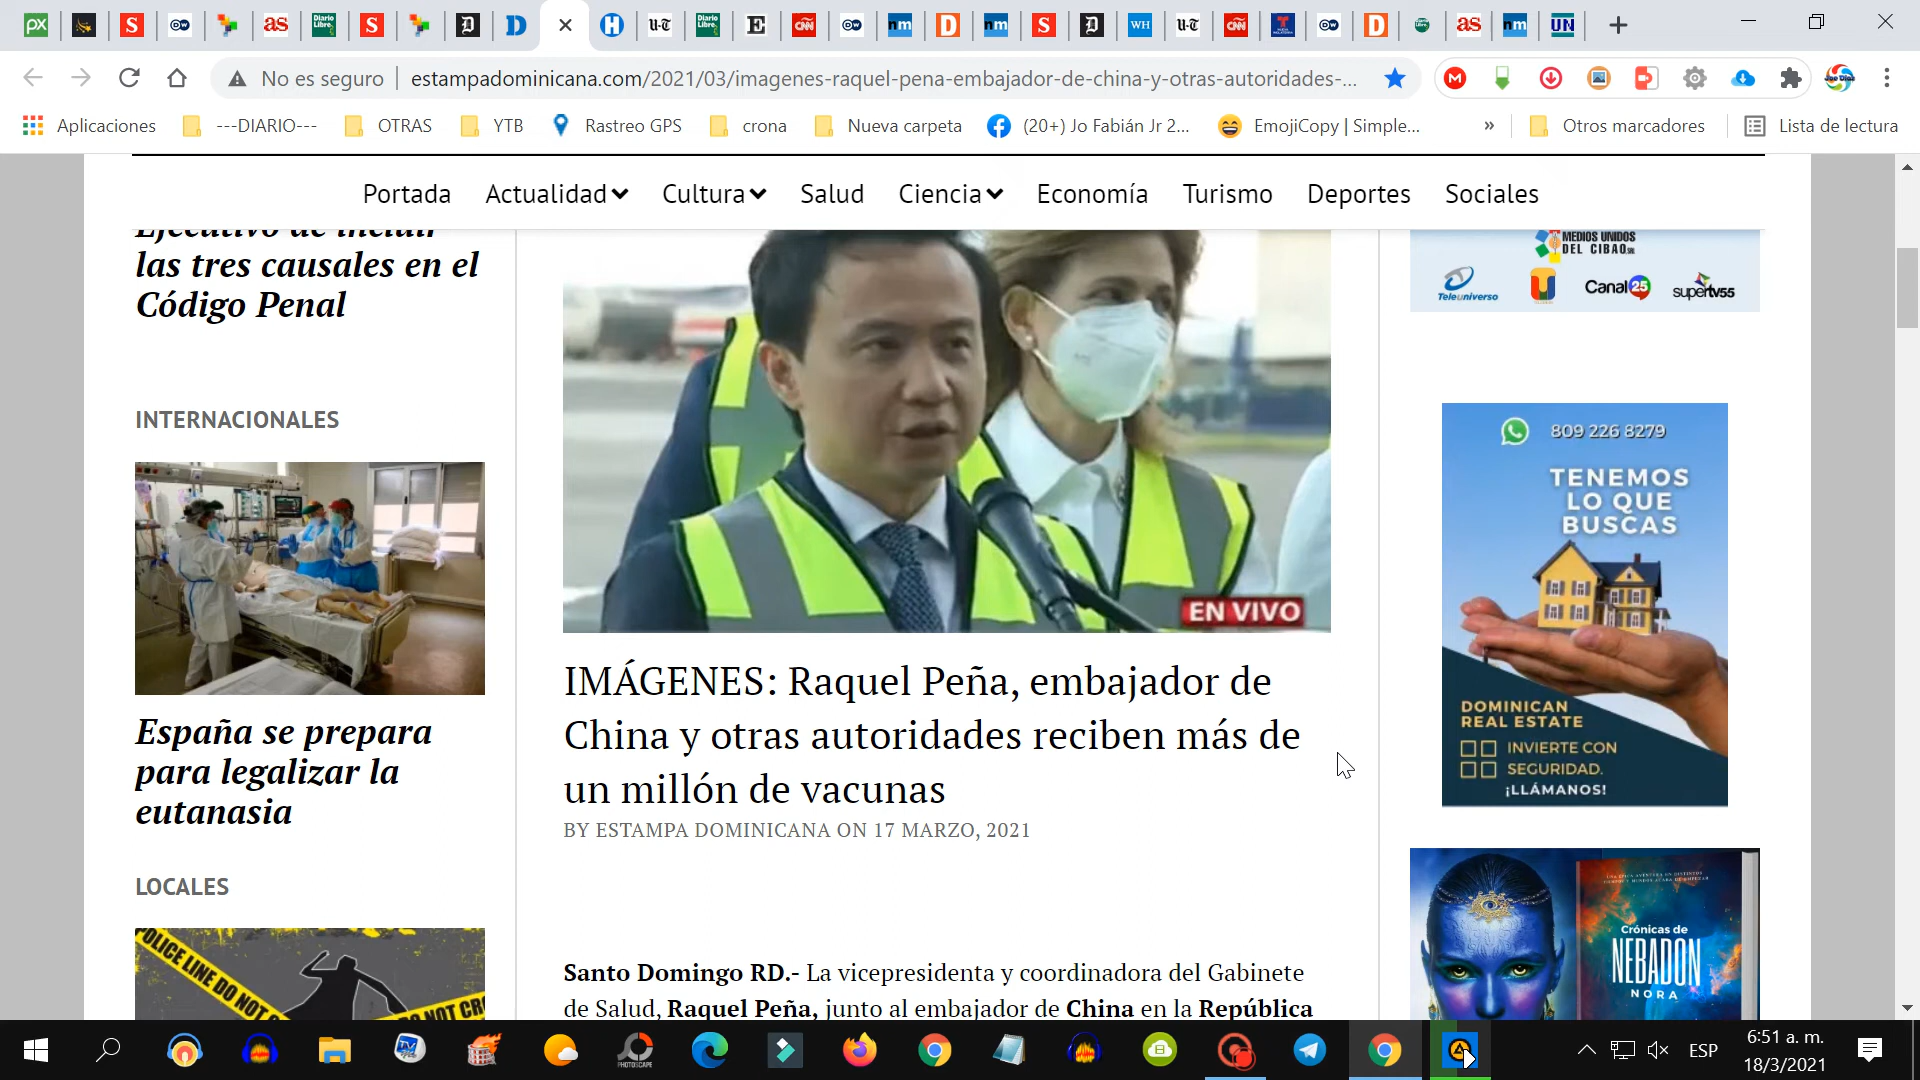 No es seguro
estampadominicana.com/2021/03/imagenes-raquel-pena-embajador-de-china-y-otras-autoridades-...
Aplicaciones
---DIARIO---
OTRAS
YTB
Rastreo GPS
crona
Nueva carpeta
(20+) Jo Fabián Jr 2...
EmojiCopy | Simple...
»
Otros marcadores
Lista de lectura
Portada
Actualidad
Cultura
Salud
Ciencia
Economía
Turismo
Deportes
Sociales
Ejecutivo de incluir
las tres causales en el
Código Penal
INTERNACIONALES
España se prepara
para legalizar la
eutanasia
LOCALES
POLICE LINE DO NOT CRO
EN VIVO
IMÁGENES: Raquel Peña, embajador de
China y otras autoridades reciben más de
un millón de vacunas
BY ESTAMPA DOMINICANA ON 17 MARZO, 2021
Santo Domingo RD.- La vicepresidenta y coordinadora del Gabinete
de Salud, Raquel Peña, junto al embajador de China en la República
MEDIOS UNIDOS
DEL CIBAO
Teleuniverso
Canal 25
supertv55
809 226 8279
TENEMOS
LO QUE
BUSCAS
DOMINICAN
REAL ESTATE
INVIERTE CON
SEGURIDAD.
¡LLÁMANOS!
Crónicas de
NEBADON
NORA
ESP
6:51 a. m.
18/3/2021